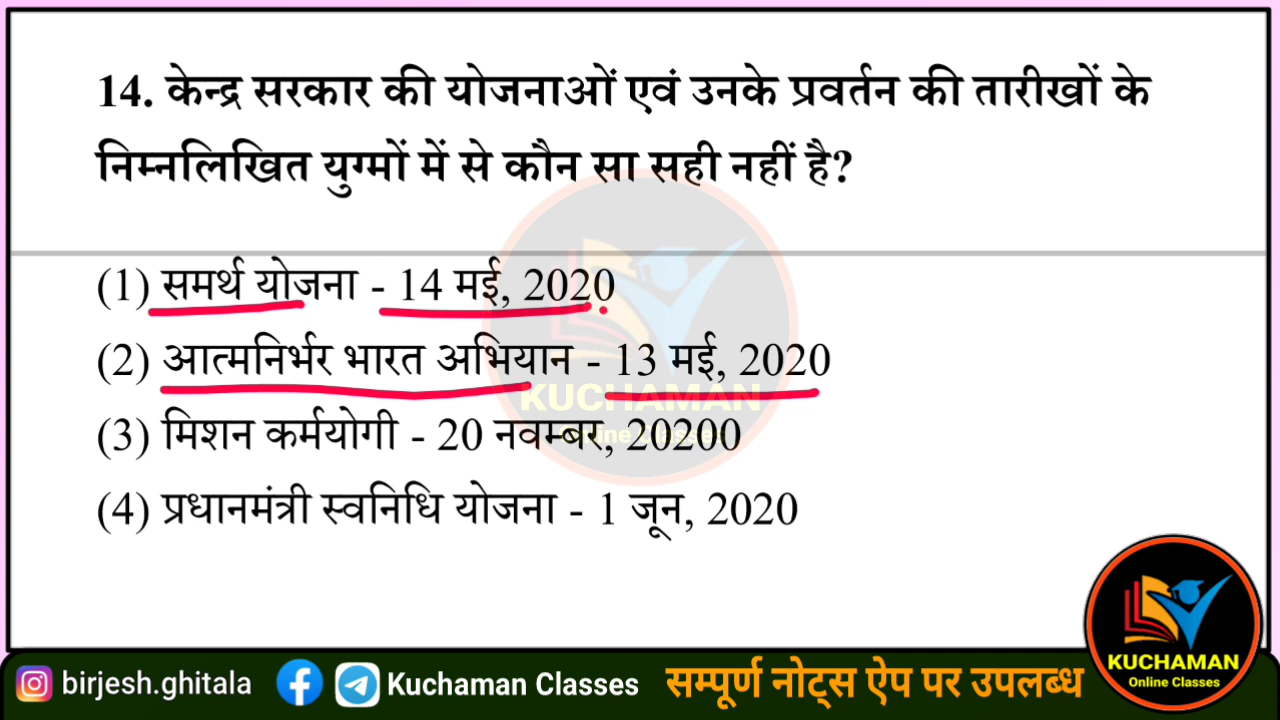 14. केन्द्र सरकार की योजनाओं एवं उनके प्रवर्तन की तारीखों के
निम्नलिखित युग्मों में से कौन सा सही नहीं है?
(1) समर्थ योजना - 14 मई, 2020
(2) आत्मनिर्भर भारत अभियान - 13 मई, 2020
KUCHAMAN
(3) मिशन कर्मयोगी - 20 नवम्बर, 20200
Online Classes
(4) प्रधानमंत्री स्वनिधि योजना - 1 जून, 2020
KUCHAMAN
Online Classes
birjesh.ghitala Kuchaman Classes सम्पूर्ण नोट्स ऐप पर उपलब्ध